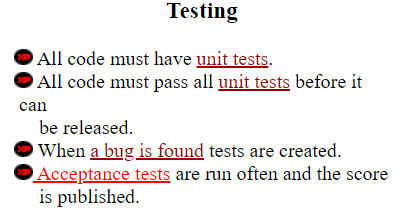 Testing
All code must have unit tests.
All code must pass all unit tests before it
can
be released.
When a bug is found tests are created.
Acceptance tests are run often and the score
is published.